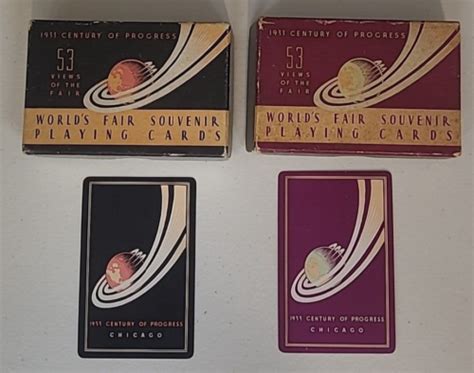 1933 CENTURY OF PROGRESS
53
VIEWS
OF THE
FAIR
WORLD'S FAIR SOUVENIR
PLAYING CARDS
1933 CENTURY OF PROGRESS
53
VIEWS
OF THE
FAIR
WORLD'S FAIR SOUVENIR
PLAYING CARDS
1933 CENTURY OF PROGRESS
CHICAGO
1933 CENTURY OF PROGRESS
CHICAGO